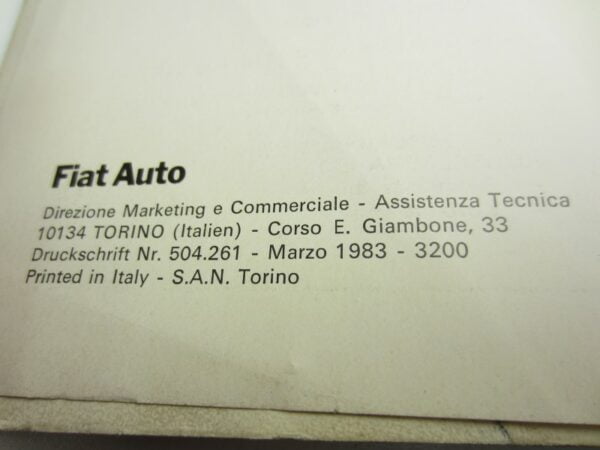 Fiat Auto
Direzione Marketing e Commerciale - Assistenza Tecnica
10134 TORINO (Italien) - Corso E. Giambone, 33
Druckschrift Nr. 504.261 - Marzo 1983 - 3200
Printed in Italy - S.A.N. Torino